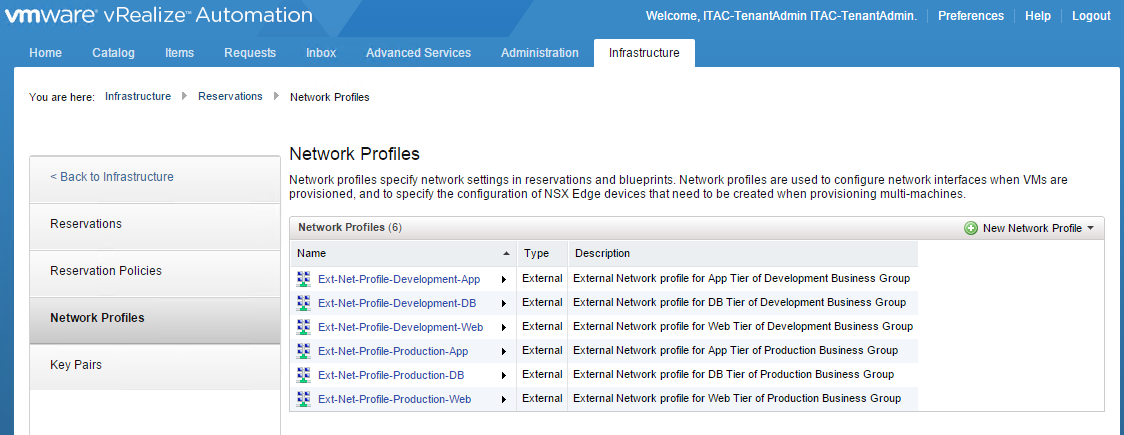 vmware vRealize™ Automation
Welcome, ITAC-TenantAdmin ITAC-TenantAdmin. Preferences Help Logout
Home Catalog Items Requests Inbox Advanced Services Administration Infrastructure
You are here: Infrastructure Reservations Network Profiles
< Back to Infrastructure
Reservations
Reservation Policies
Network Profiles
Key Pairs
Network Profiles
Network profiles specify network settings in reservations and blueprints. Network profiles are used to configure network interfaces when VMs are
provisioned, and to specify the configuration of NSX Edge devices that need to be created when provisioning multi-machines.
Network Profiles (6) New Network Profile
Name Type Description
Ext-Net-Profile-Development-App External External Network profile for App Tier of Development Business Group
Ext-Net-Profile-Development-DB External External Network profile for DB Tier of Development Business Group
Ext-Net-Profile-Development-Web External External Network profile for Web Tier of Development Business Group
Ext-Net-Profile-Production-App External External Network profile for App Tier of Production Business Group
Ext-Net-Profile-Production-DB External External Network profile for DB Tier of Production Business Group
Ext-Net-Profile-Production-Web External External Network profile for Web Tier of Production Business Group